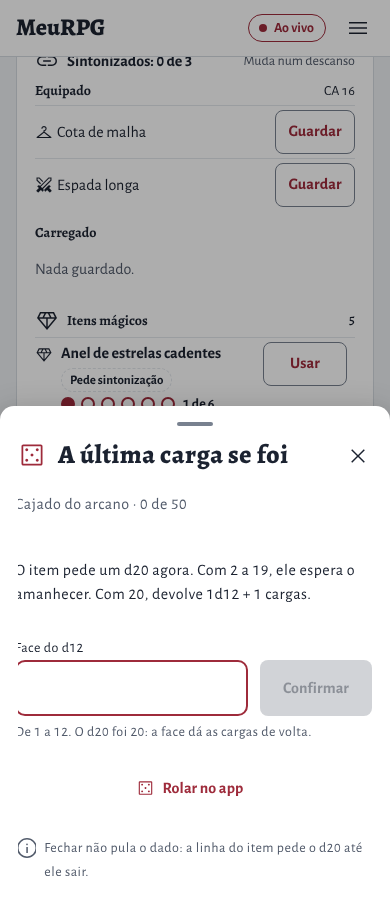 MeuRPG
Ao vivo
Sintonizados: 0 de 3
Muda num descanso
Equipado
CA 16
Cota de malha
Guardar
Espada longa
Guardar
Carregado
Nada guardado.
Itens mágicos
5
Anel de estrelas cadentes
Usar
Pede sintonização
1 de 6
A última carga se foi
Cajado do arcano · 0 de 50
O item pede um d20 agora. Com 2 a 19, ele espera o
amanhecer. Com 20, devolve 1d12 + 1 cargas.
Face do d12
Confirmar
De 1 a 12. O d20 foi 20: a face dá as cargas de volta.
Rolar no app
Fechar não pula o dado: a linha do item pede o d20 até
ele sair.